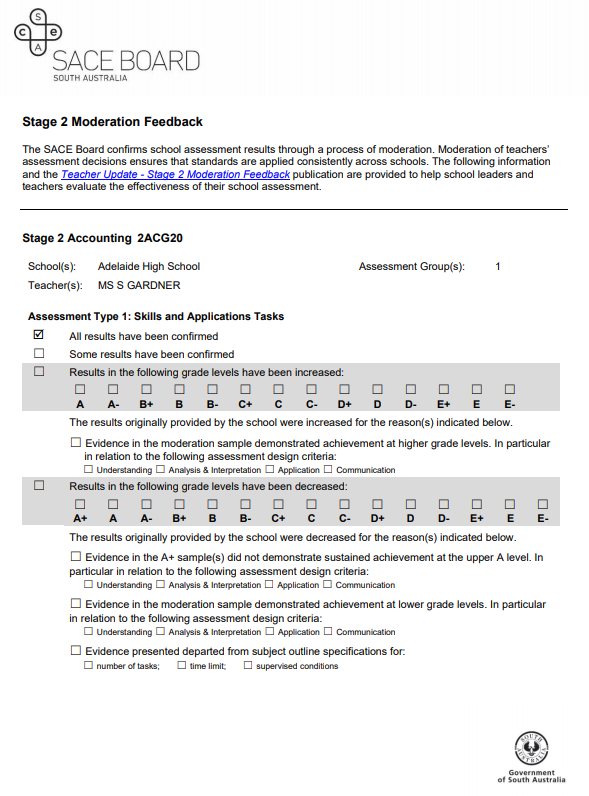 S
C e
A
SACE BOARD
SOUTH AUSTRALIA
Stage 2 Moderation Feedback
The SACE Board confirms school assessment results through a process of moderation. Moderation of teachers'
assessment decisions ensures that standards are applied consistently across schools. The following information
and the Teacher Update - Stage 2 Moderation Feedback publication are provided to help school leaders and
teachers evaluate the effectiveness of their school assessment.
Stage 2 Accounting 2ACG20
School(s): Adelaide High School Assessment Group(s): 1
Teacher(s): MS S GARDNER
Assessment Type 1: Skills and Applications Tasks
☑ All results have been confirmed
☐ Some results have been confirmed
☐ Results in the following grade levels have been increased:
☐ ☐ ☐ ☐ ☐ ☐ ☐ ☐ ☐ ☐ ☐ ☐ ☐ ☐
A A- B+ B B- C+ C C- D+ D D- E+ E E-
The results originally provided by the school were increased for the reason(s) indicated below.
☐ Evidence in the moderation sample demonstrated achievement at higher grade levels. In particular
in relation to the following assessment design criteria:
☐ Understanding ☐ Analysis & Interpretation ☐ Application ☐ Communication
☐ Results in the following grade levels have been decreased:
☐ ☐ ☐ ☐ ☐ ☐ ☐ ☐ ☐ ☐ ☐ ☐ ☐ ☐ ☐
A+ A A- B+ B B- C+ C C- D+ D D- E+ E E-
The results originally provided by the school were decreased for the reason(s) indicated below.
☐ Evidence in the A+ sample(s) did not demonstrate sustained achievement at the upper A level. In
particular in relation to the following assessment design criteria:
☐ Understanding ☐ Analysis & Interpretation ☐ Application ☐ Communication
☐ Evidence in the moderation sample demonstrated achievement at lower grade levels. In particular
in relation to the following assessment design criteria:
☐ Understanding ☐ Analysis & Interpretation ☐ Application ☐ Communication
☐ Evidence presented departed from subject outline specifications for:
☐ number of tasks; ☐ time limit; ☐ supervised conditions
SOUTH AUSTRALIA
Government
of South Australia